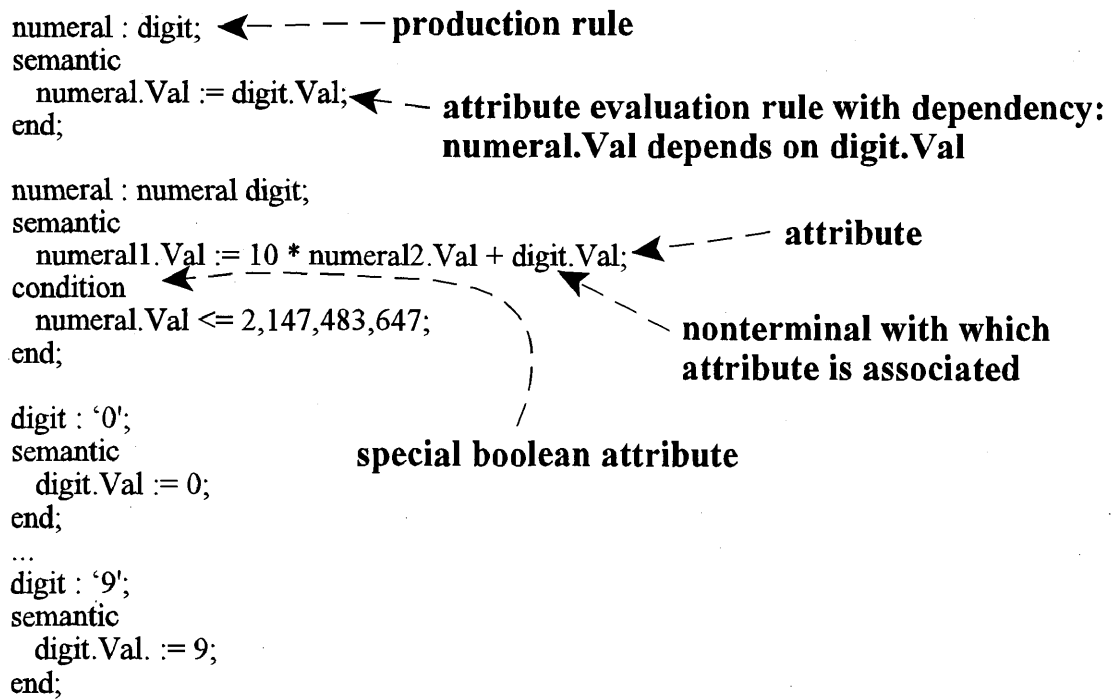 numeral : digit; production rule
semantic
numeral.Val := digit.Val; attribute evaluation rule with dependency:
end; numeral.Val depends on digit.Val
numeral : numeral digit;
semantic
numeral1.Val := 10 * numeral2.Val + digit.Val; attribute
condition
numeral.Val <= 2,147,483,647; nonterminal with which
end; attribute is associated
digit : ‘0';
semantic special boolean attribute
digit.Val := 0;
end;
...
digit : ‘9';
semantic
digit.Val. := 9;
end;